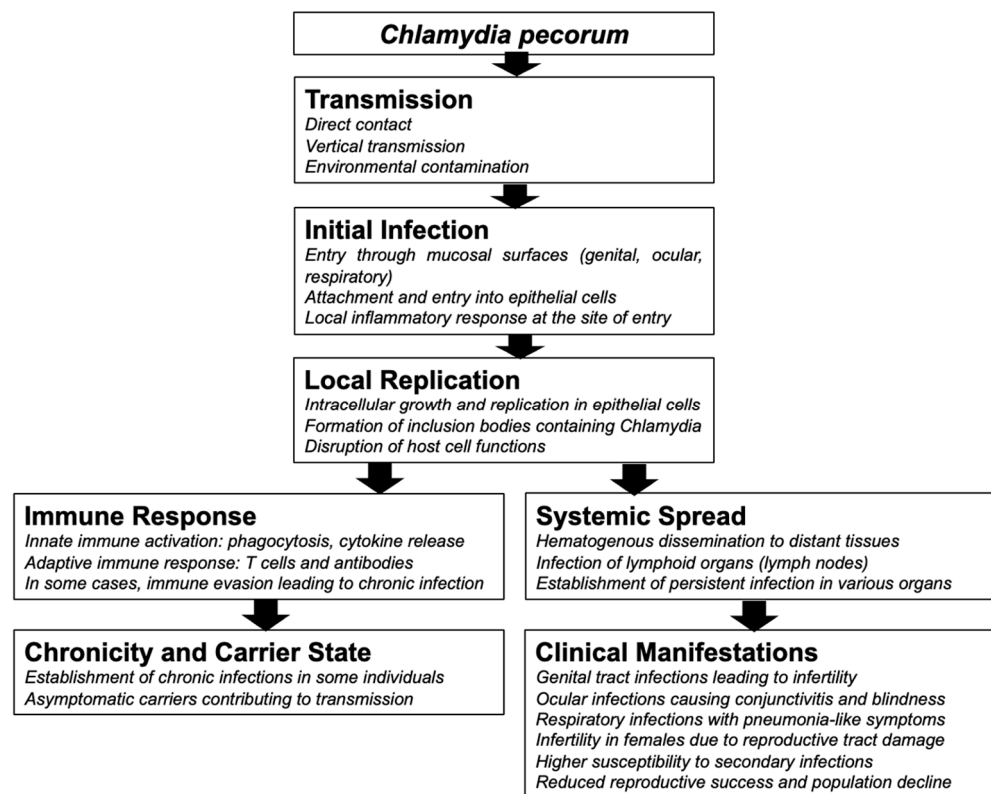 Chlamydia pecorum
Transmission
Direct contact
Vertical transmission
Environmental contamination
Initial Infection
Entry through mucosal surfaces (genital, ocular,
respiratory)
Attachment and entry into epithelial cells
Local inflammatory response at the site of entry
Local Replication
Intracellular growth and replication in epithelial cells
Formation of inclusion bodies containing Chlamydia
Disruption of host cell functions
Immune Response
Innate immune activation: phagocytosis, cytokine release
Adaptive immune response: T cells and antibodies
In some cases, immune evasion leading to chronic infection
Systemic Spread
Hematogenous dissemination to distant tissues
Infection of lymphoid organs (lymph nodes)
Establishment of persistent infection in various organs
Chronicity and Carrier State
Establishment of chronic infections in some individuals
Asymptomatic carriers contributing to transmission
Clinical Manifestations
Genital tract infections leading to infertility
Ocular infections causing conjunctivitis and blindness
Respiratory infections with pneumonia-like symptoms
Infertility in females due to reproductive tract damage
Higher susceptibility to secondary infections
Reduced reproductive success and population decline